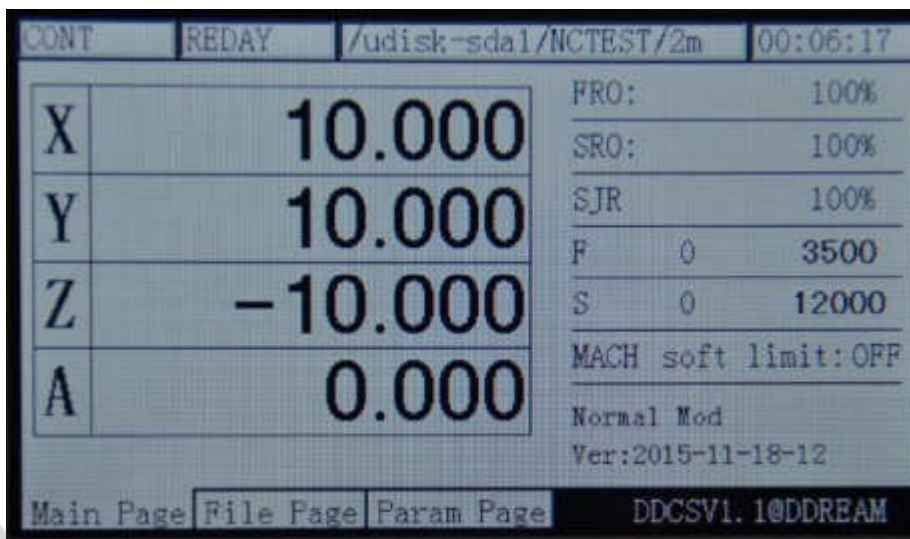 CONT REDAY /udisk-sda1/NCTEST/2m 00:06:17
X 10.000
Y 10.000
Z -10.000
A 0.000
FRO: 100%
SRO: 100%
SJR 100%
F 0 3500
S 0 12000
MACH soft limit:OFF
Normal Mod
Ver:2015-11-18-12
Main Page File Page Param Page DDCSV1.1@DDREAM